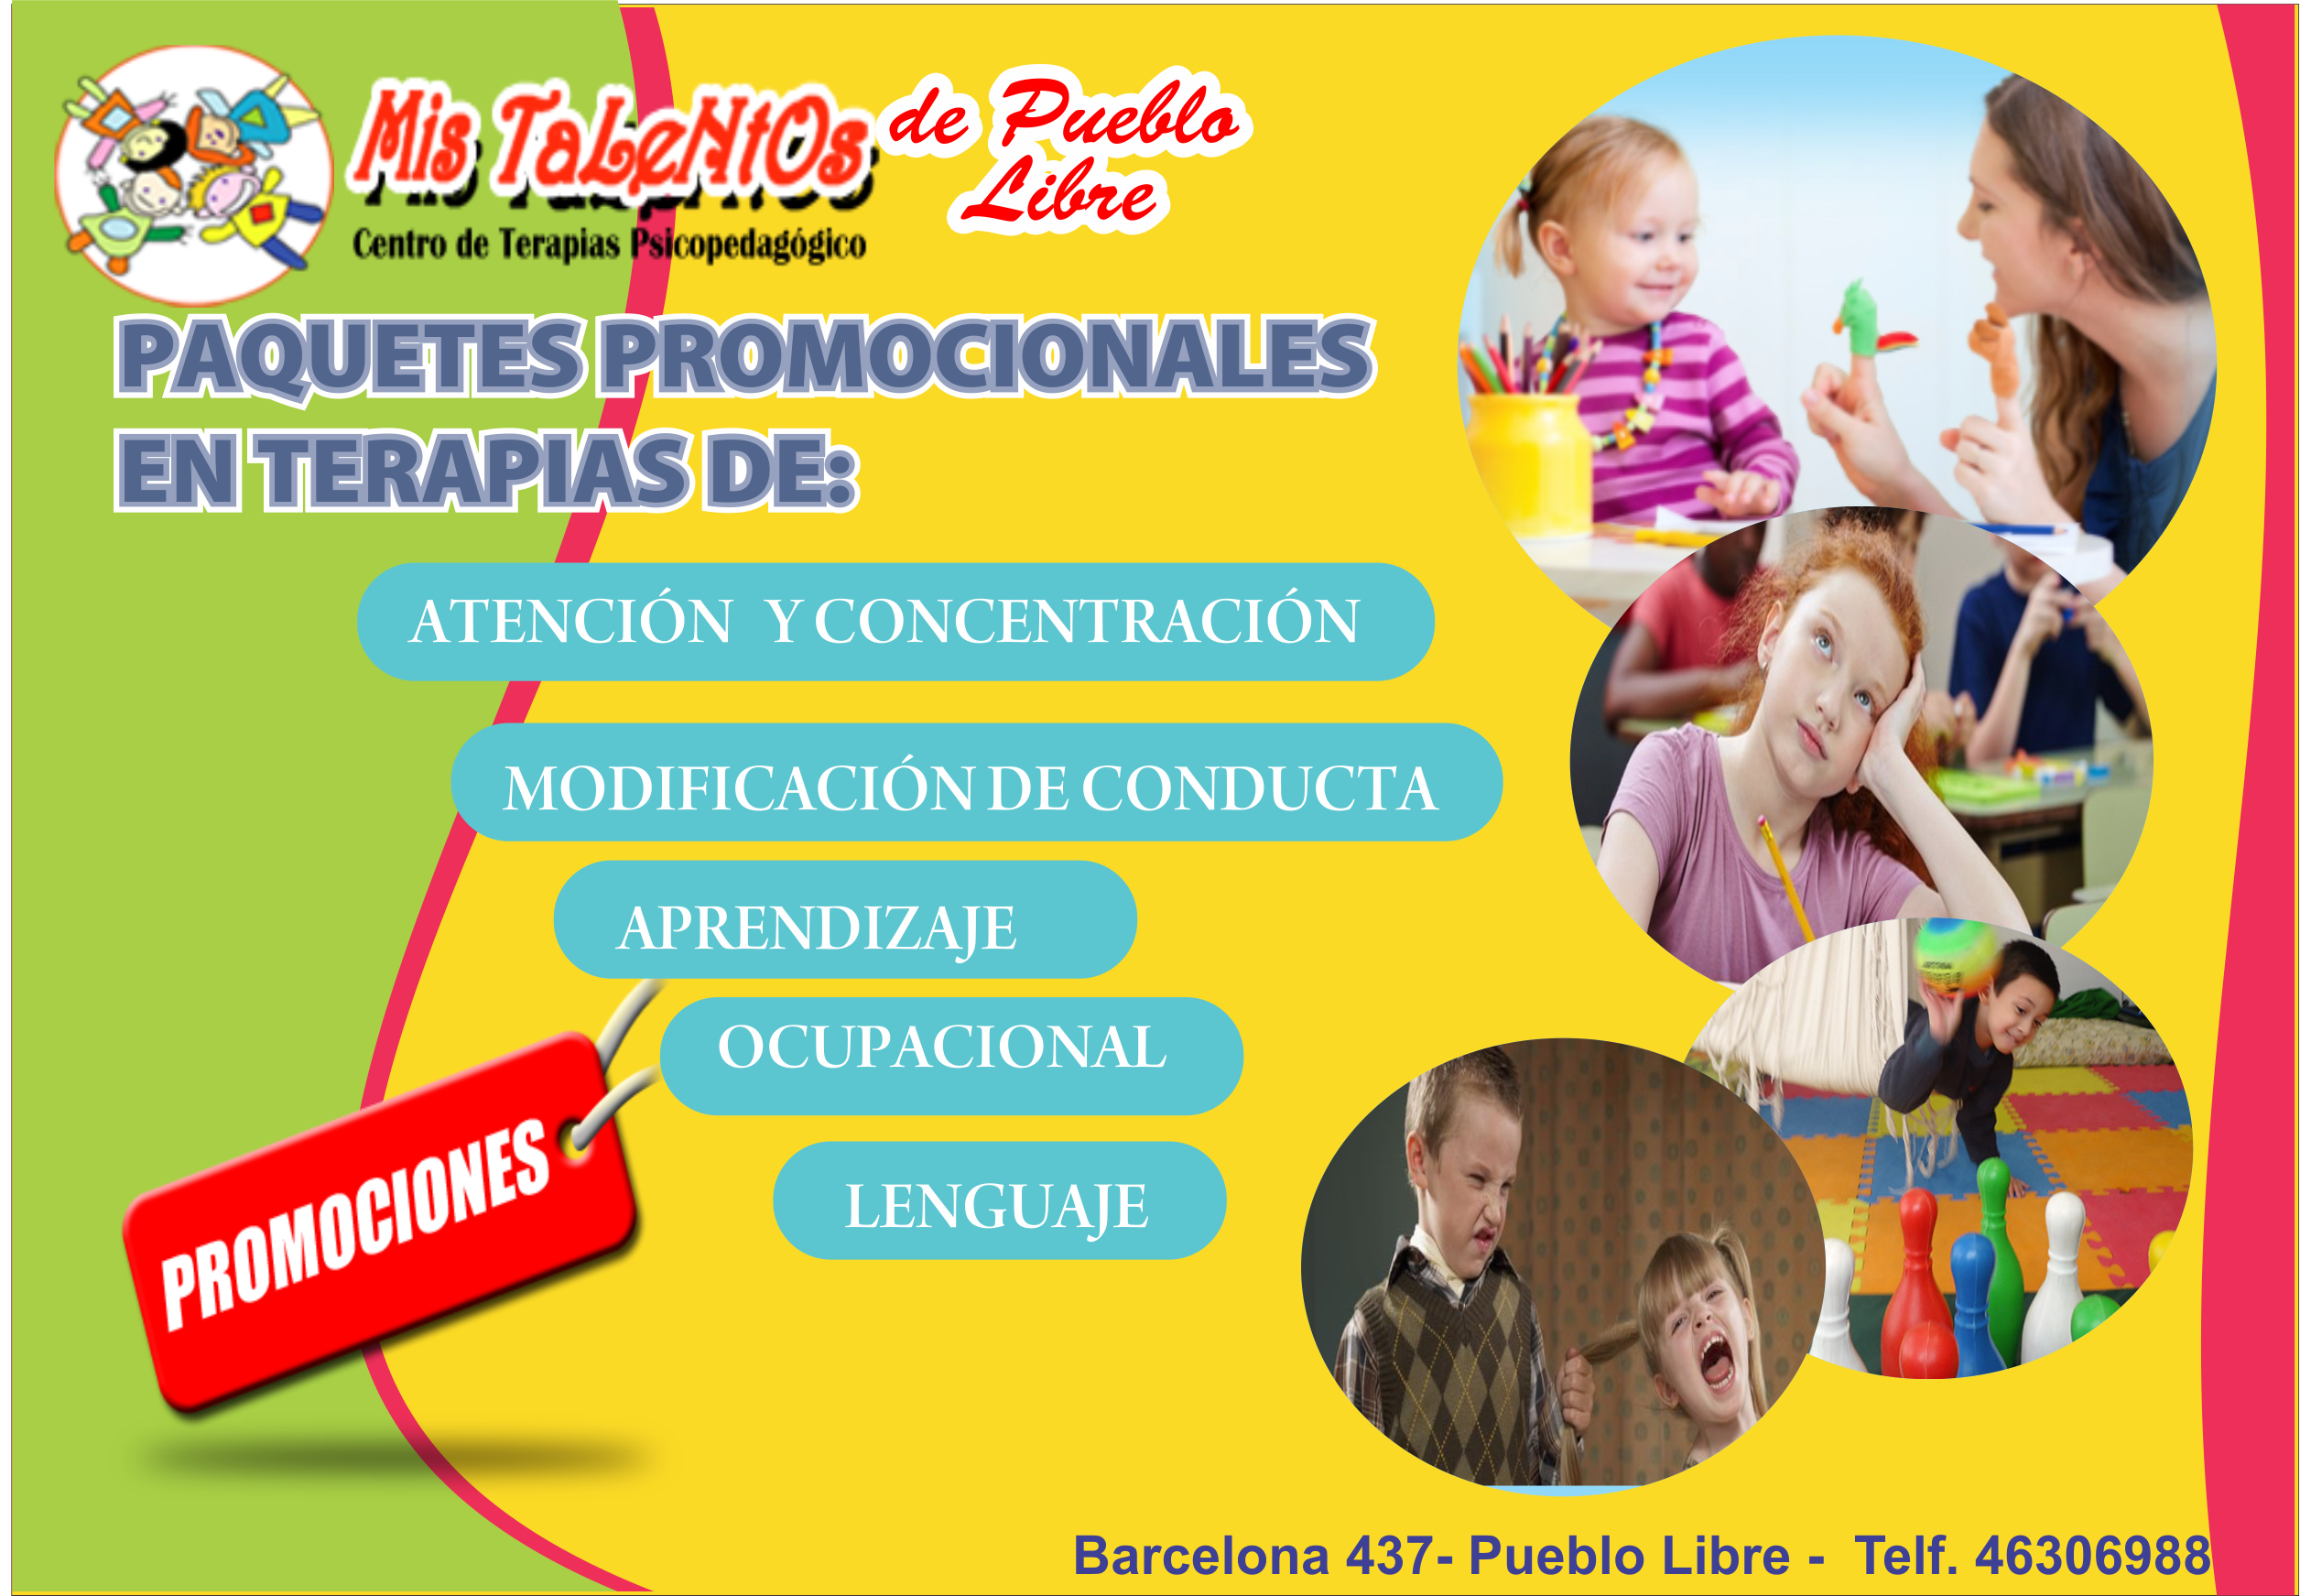 Mis TaLeNtOs de Pueblo
Libre
Centro de Terapias Psicopedagógico
PAQUETES PROMOCIONALES
EN TERAPIAS DE:
ATENCIÓN Y CONCENTRACIÓN
MODIFICACIÓN DE CONDUCTA
APRENDIZAJE
OCUPACIONAL
LENGUAJE
PROMOCIONES
Barcelona 437- Pueblo Libre - Telf. 46306988